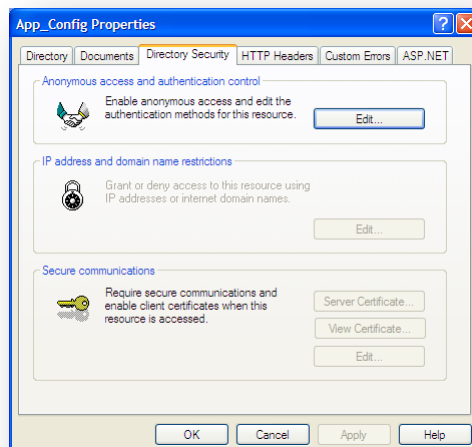 App_Config Properties
Directory Documents Directory Security HTTP Headers Custom Errors ASP.NET
Anonymous access and authentication control
Enable anonymous access and edit the
authentication methods for this resource.
Edit...
IP address and domain name restrictions
Grant or deny access to this resource using
IP addresses or internet domain names.
Edit...
Secure communications
Require secure communications and
enable client certificates when this
resource is accessed.
Server Certificate...
View Certificate...
Edit...
OK Cancel Apply Help